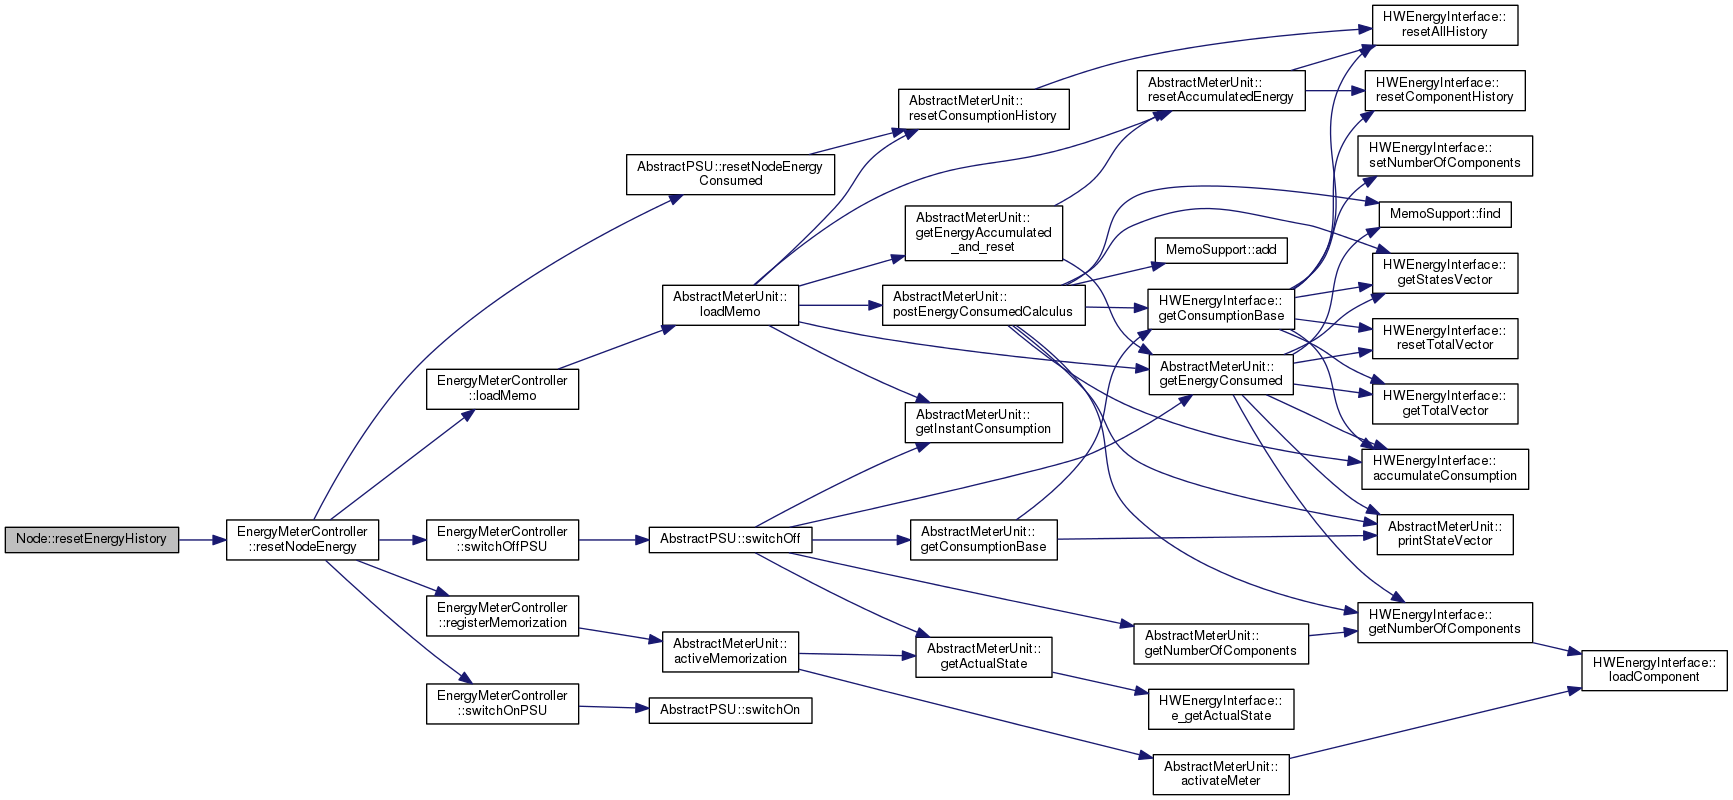 Node::resetEnergyHistory
EnergyMeterController
::resetNodeEnergy
AbstractPSU::resetNodeEnergy
Consumed
EnergyMeterController
::loadMemo
EnergyMeterController
::switchOffPSU
EnergyMeterController
::registerMemorization
EnergyMeterController
::switchOnPSU
AbstractMeterUnit::
loadMemo
AbstractPSU::switchOff
AbstractMeterUnit::
activeMemorization
AbstractPSU::switchOn
AbstractMeterUnit::
resetConsumptionHistory
AbstractMeterUnit::
getEnergyAccumulated
_and_reset
AbstractMeterUnit::
postEnergyConsumedCalculus
AbstractMeterUnit::
getInstantConsumption
AbstractMeterUnit::
getConsumptionBase
AbstractMeterUnit::
getActualState
AbstractMeterUnit::
resetAccumulatedEnergy
MemoSupport::add
HWEnergyInterface::
getConsumptionBase
AbstractMeterUnit::
getEnergyConsumed
AbstractMeterUnit::
getNumberOfComponents
HWEnergyInterface::
e_getActualState
AbstractMeterUnit::
activateMeter
HWEnergyInterface::
resetAllHistory
HWEnergyInterface::
resetComponentHistory
HWEnergyInterface::
setNumberOfComponents
MemoSupport::find
HWEnergyInterface::
getStatesVector
HWEnergyInterface::
resetTotalVector
HWEnergyInterface::
getTotalVector
HWEnergyInterface::
accumulateConsumption
AbstractMeterUnit::
printStateVector
HWEnergyInterface::
getNumberOfComponents
HWEnergyInterface::
loadComponent